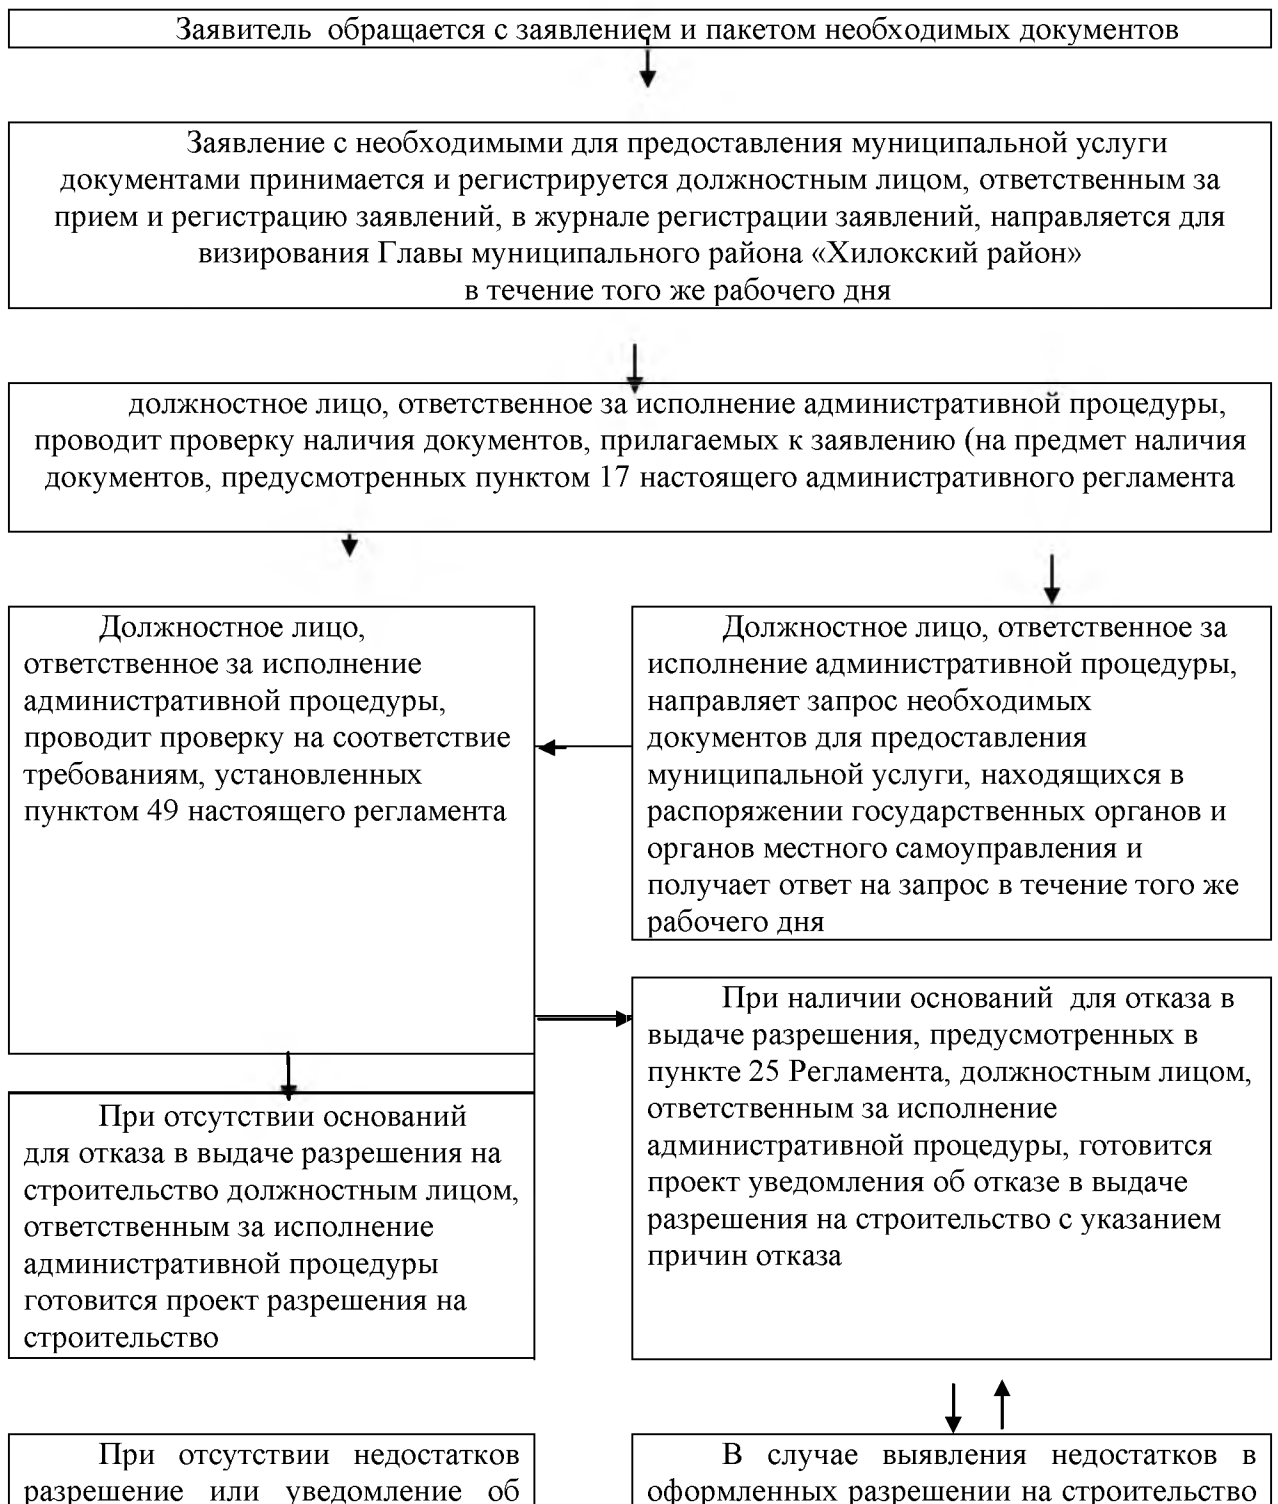 Заявитель обращается с заявлением и пакетом необходимых документов
Заявление с необходимыми для предоставления муниципальной услуги
документами принимается и регистрируется должностным лицом, ответственным за
прием и регистрацию заявлений, в журнале регистрации заявлений, направляется для
визирования Главы муниципального района «Хилокский район»
в течение того же рабочего дня
должностное лицо, ответственное за исполнение административной процедуры,
проводит проверку наличия документов, прилагаемых к заявлению (на предмет наличия
документов, предусмотренных пунктом 17 настоящего административного регламента
Должностное лицо,
ответственное за исполнение
административной процедуры,
проводит проверку на соответствие
требованиям, установленных
пунктом 49 настоящего регламента
Должностное лицо, ответственное за
исполнение административной процедуры,
направляет запрос необходимых
документов для предоставления
муниципальной услуги, находящихся в
распоряжении государственных органов и
органов местного самоуправления и
получает ответ на запрос в течение того же
рабочего дня
При наличии оснований для отказа в
выдаче разрешения, предусмотренных в
пункте 25 Регламента, должностным лицом,
ответственным за исполнение
административной процедуры, готовится
проект уведомления об отказе в выдаче
разрешения на строительство с указанием
причин отказа
При отсутствии оснований
для отказа в выдаче разрешения на
строительство должностным лицом,
ответственным за исполнение
административной процедуры
готовится проект разрешения на
строительство
При отсутствии недостатков
разрешение или уведомление об
В случае выявления недостатков в
оформленных разрешении на строительство